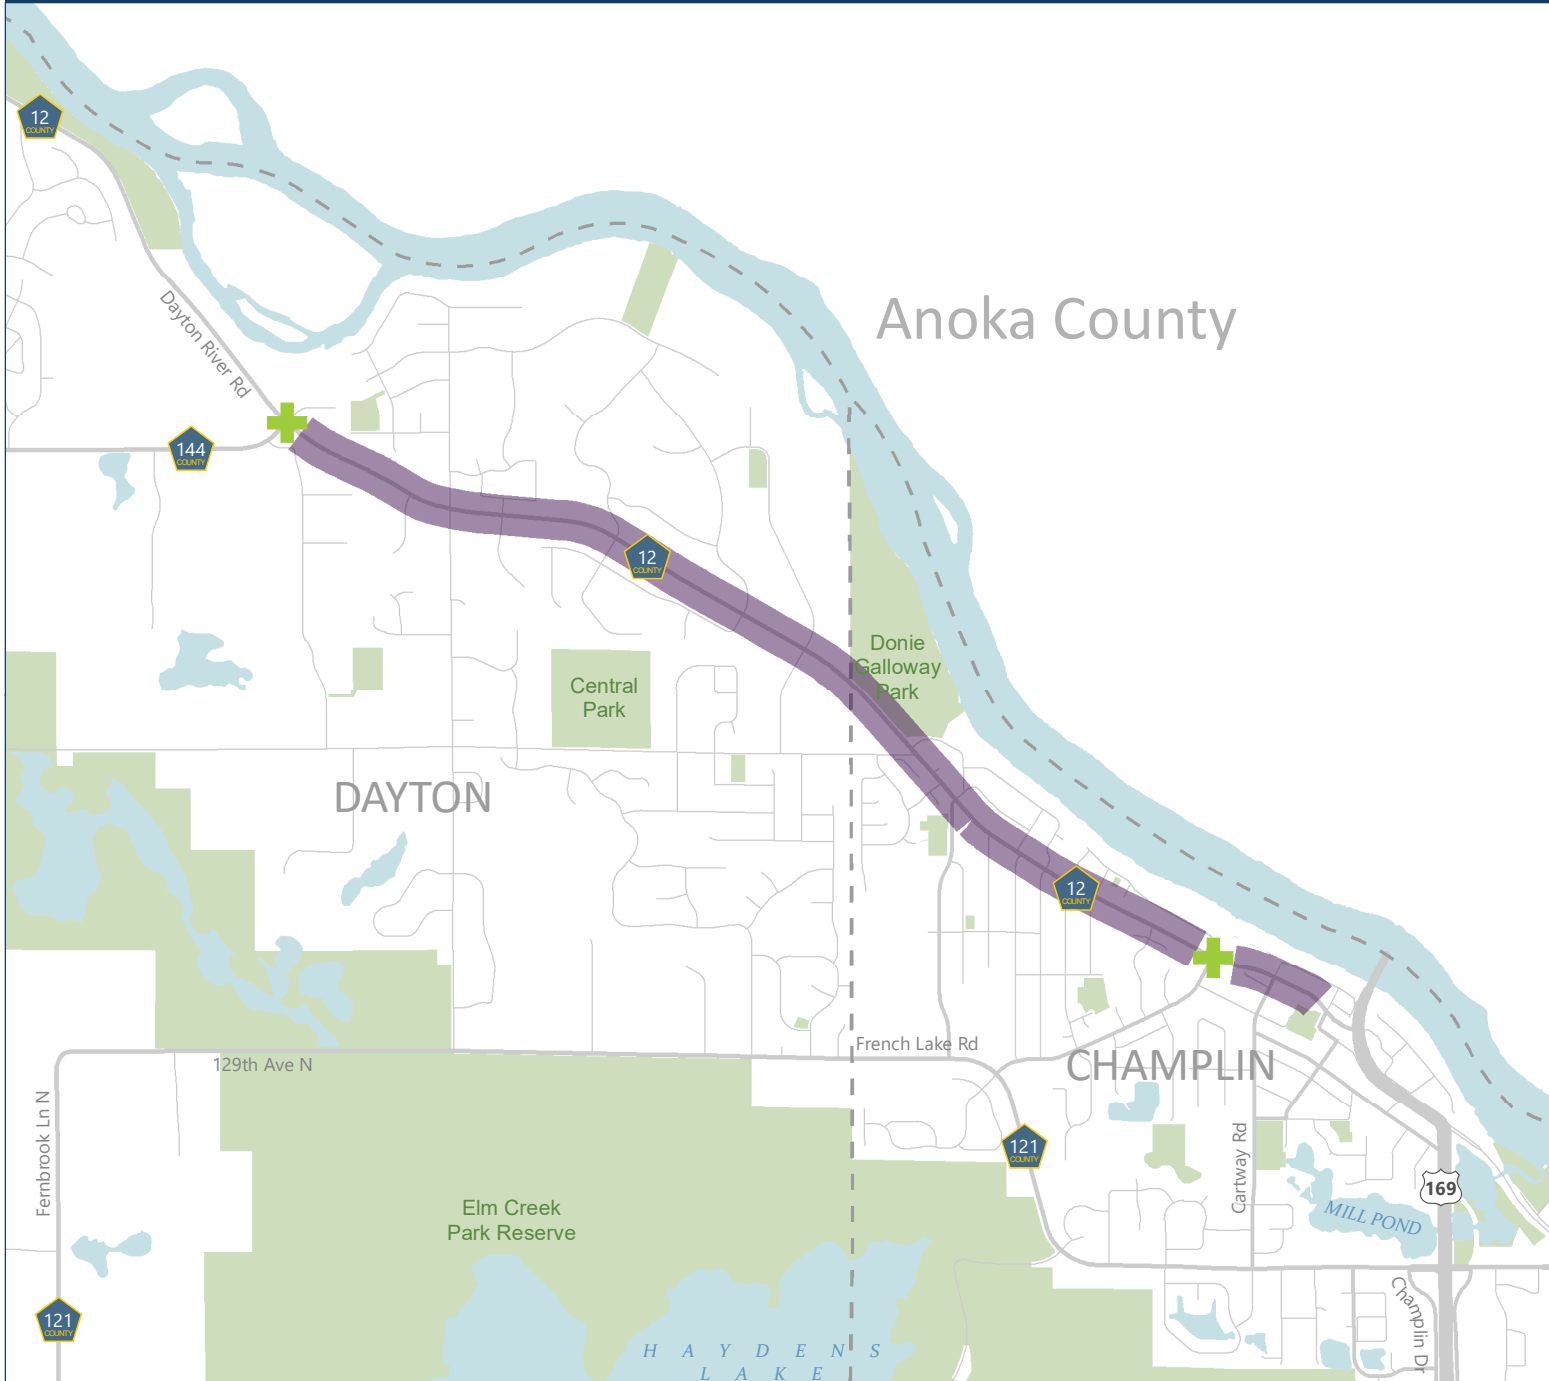 12
COUNTY
Anoka County
Dayton River Rd
144
COUNTY
12
COUNTY
Donie
Galloway
Park
Central
Park
DAYTON
12
COUNTY
French Lake Rd
129th Ave N
CHAMPLIN
Fernbrook Ln N
121
COUNTY
Cartway Rd
169
MILL POND
Elm Creek
Park Reserve
121
COUNTY
Champlin Dr
HAYDENS
LAKE